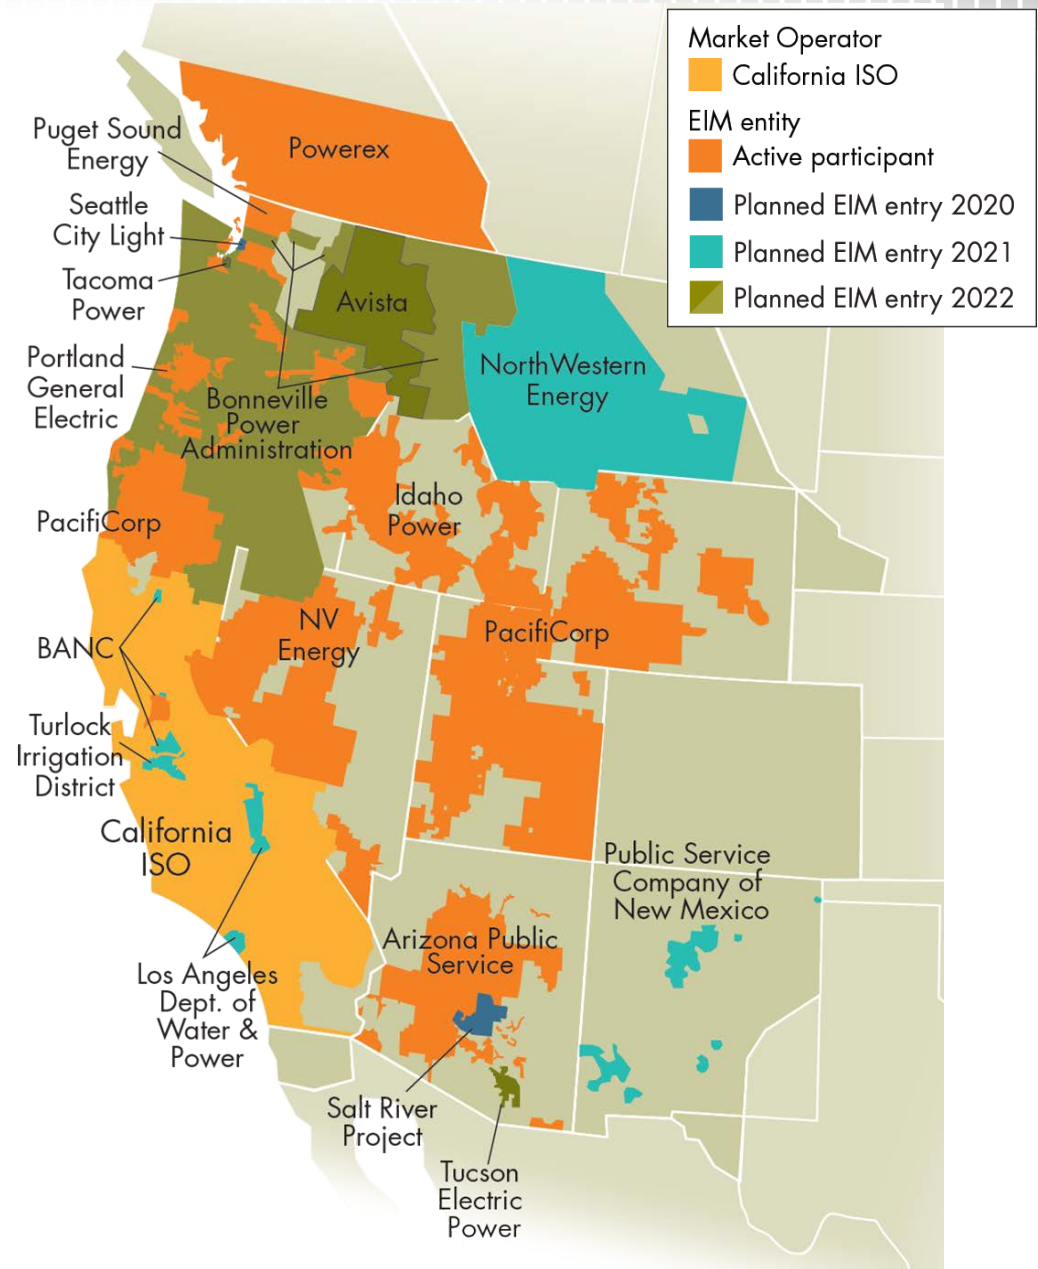 Market Operator
California ISO
EIM entity
Active participant
Planned EIM entry 2020
Planned EIM entry 2021
Planned EIM entry 2022
Powerex
Puget Sound
Energy
Seattle
City Light
Tacoma
Power
Avista
Portland
General
Electric
Bonneville
Power
Administration
NorthWestern
Energy
PacifiCorp
Idaho
Power
NV
Energy
PacifiCorp
BANC
Turlock
Irrigation
District
California
ISO
Public Service
Company of
New Mexico
Arizona Public
Service
Los Angeles
Dept. of
Water &
Power
Salt River
Project
Tucson
Electric
Power